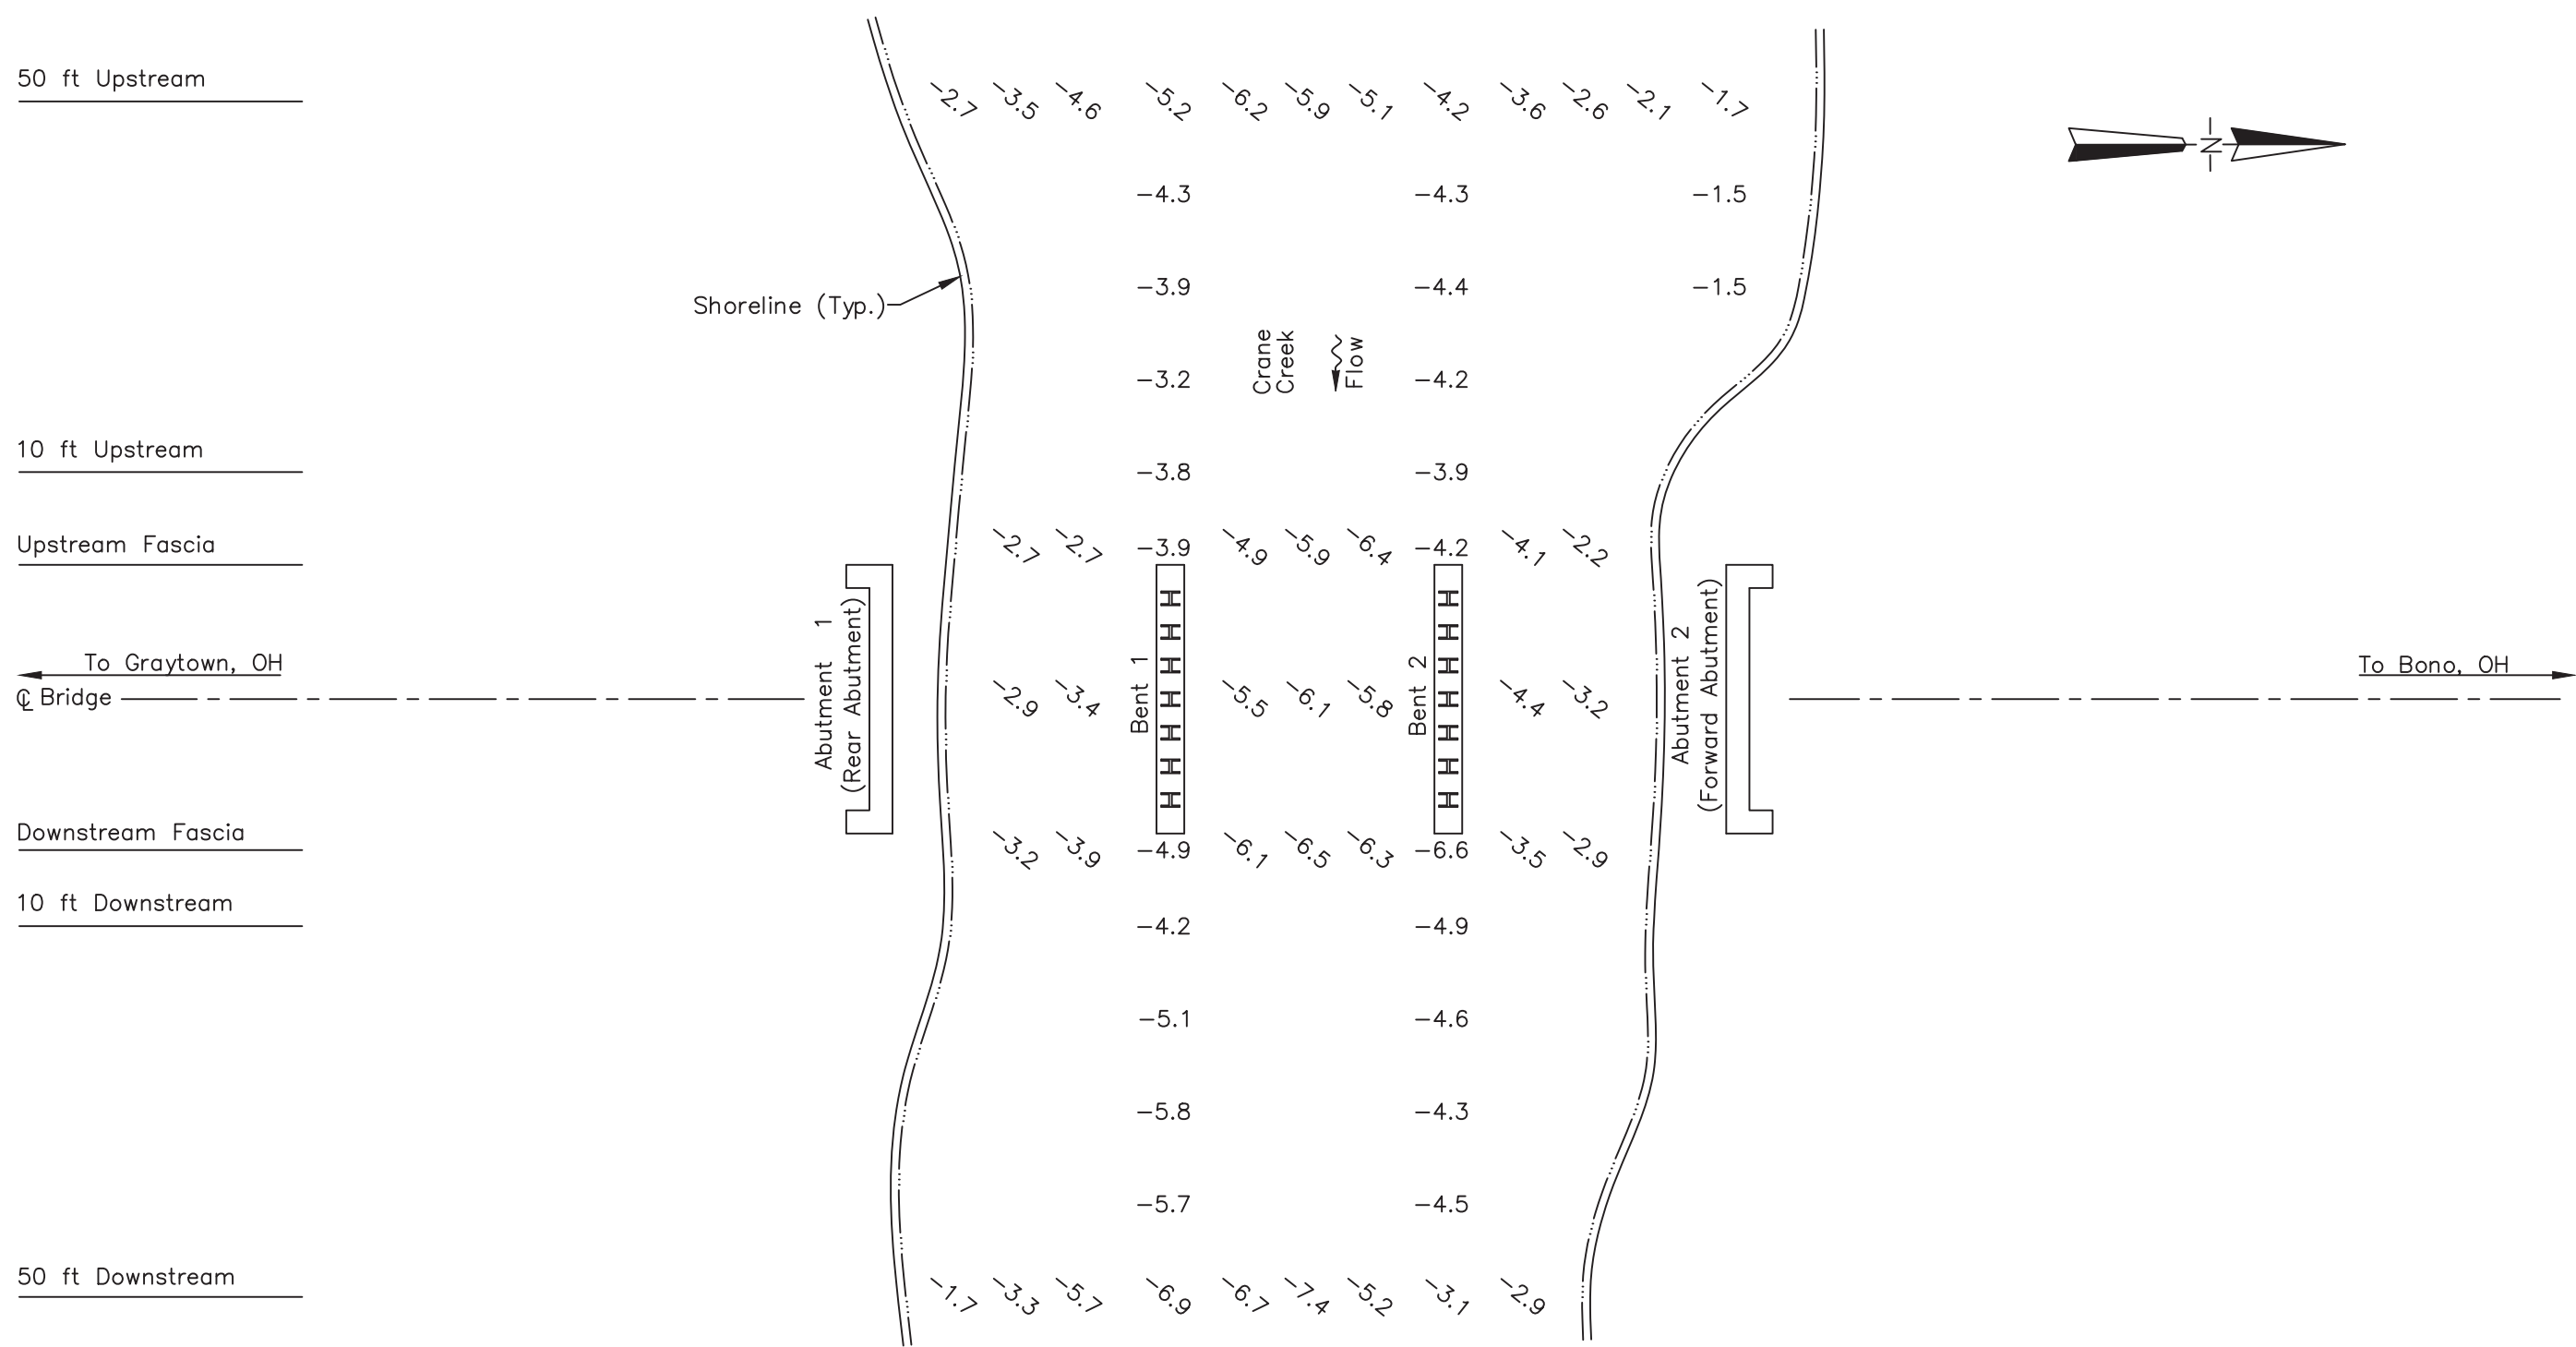 50 ft Upstream
-2.7 -3.5 -4.6 -5.2 -6.2 -5.9 -5.1 -4.2 -3.6 -2.6 -2.1 -1.7
N
-4.3 -4.3 -1.5
-3.9 -4.4 -1.5
Shoreline (Typ.)
Crane
Creek
Flow
-3.2 -4.2
10 ft Upstream
-3.8 -3.9
Upstream Fascia
-2.7 -2.7 -3.9 -4.9 -5.9 -6.4 -4.2 -4.1 -2.2
To Graytown, OH
℄ Bridge
Abutment 1
(Rear Abutment)
Bent 1
Bent 2
Abutment 2
(Forward Abutment)
To Bono, OH
-2.9 -3.4 -5.5 -6.1 -5.8 -4.4 -3.2
Downstream Fascia
-3.2 -3.9 -4.9 -6.1 -6.5 -6.3 -6.6 -3.5 -2.9
10 ft Downstream
-4.2 -4.9
-5.1 -4.6
-5.8 -4.3
-5.7 -4.5
50 ft Downstream
-1.7 -3.3 -5.7 -6.9 -6.7 -7.4 -5.2 -3.1 -2.9